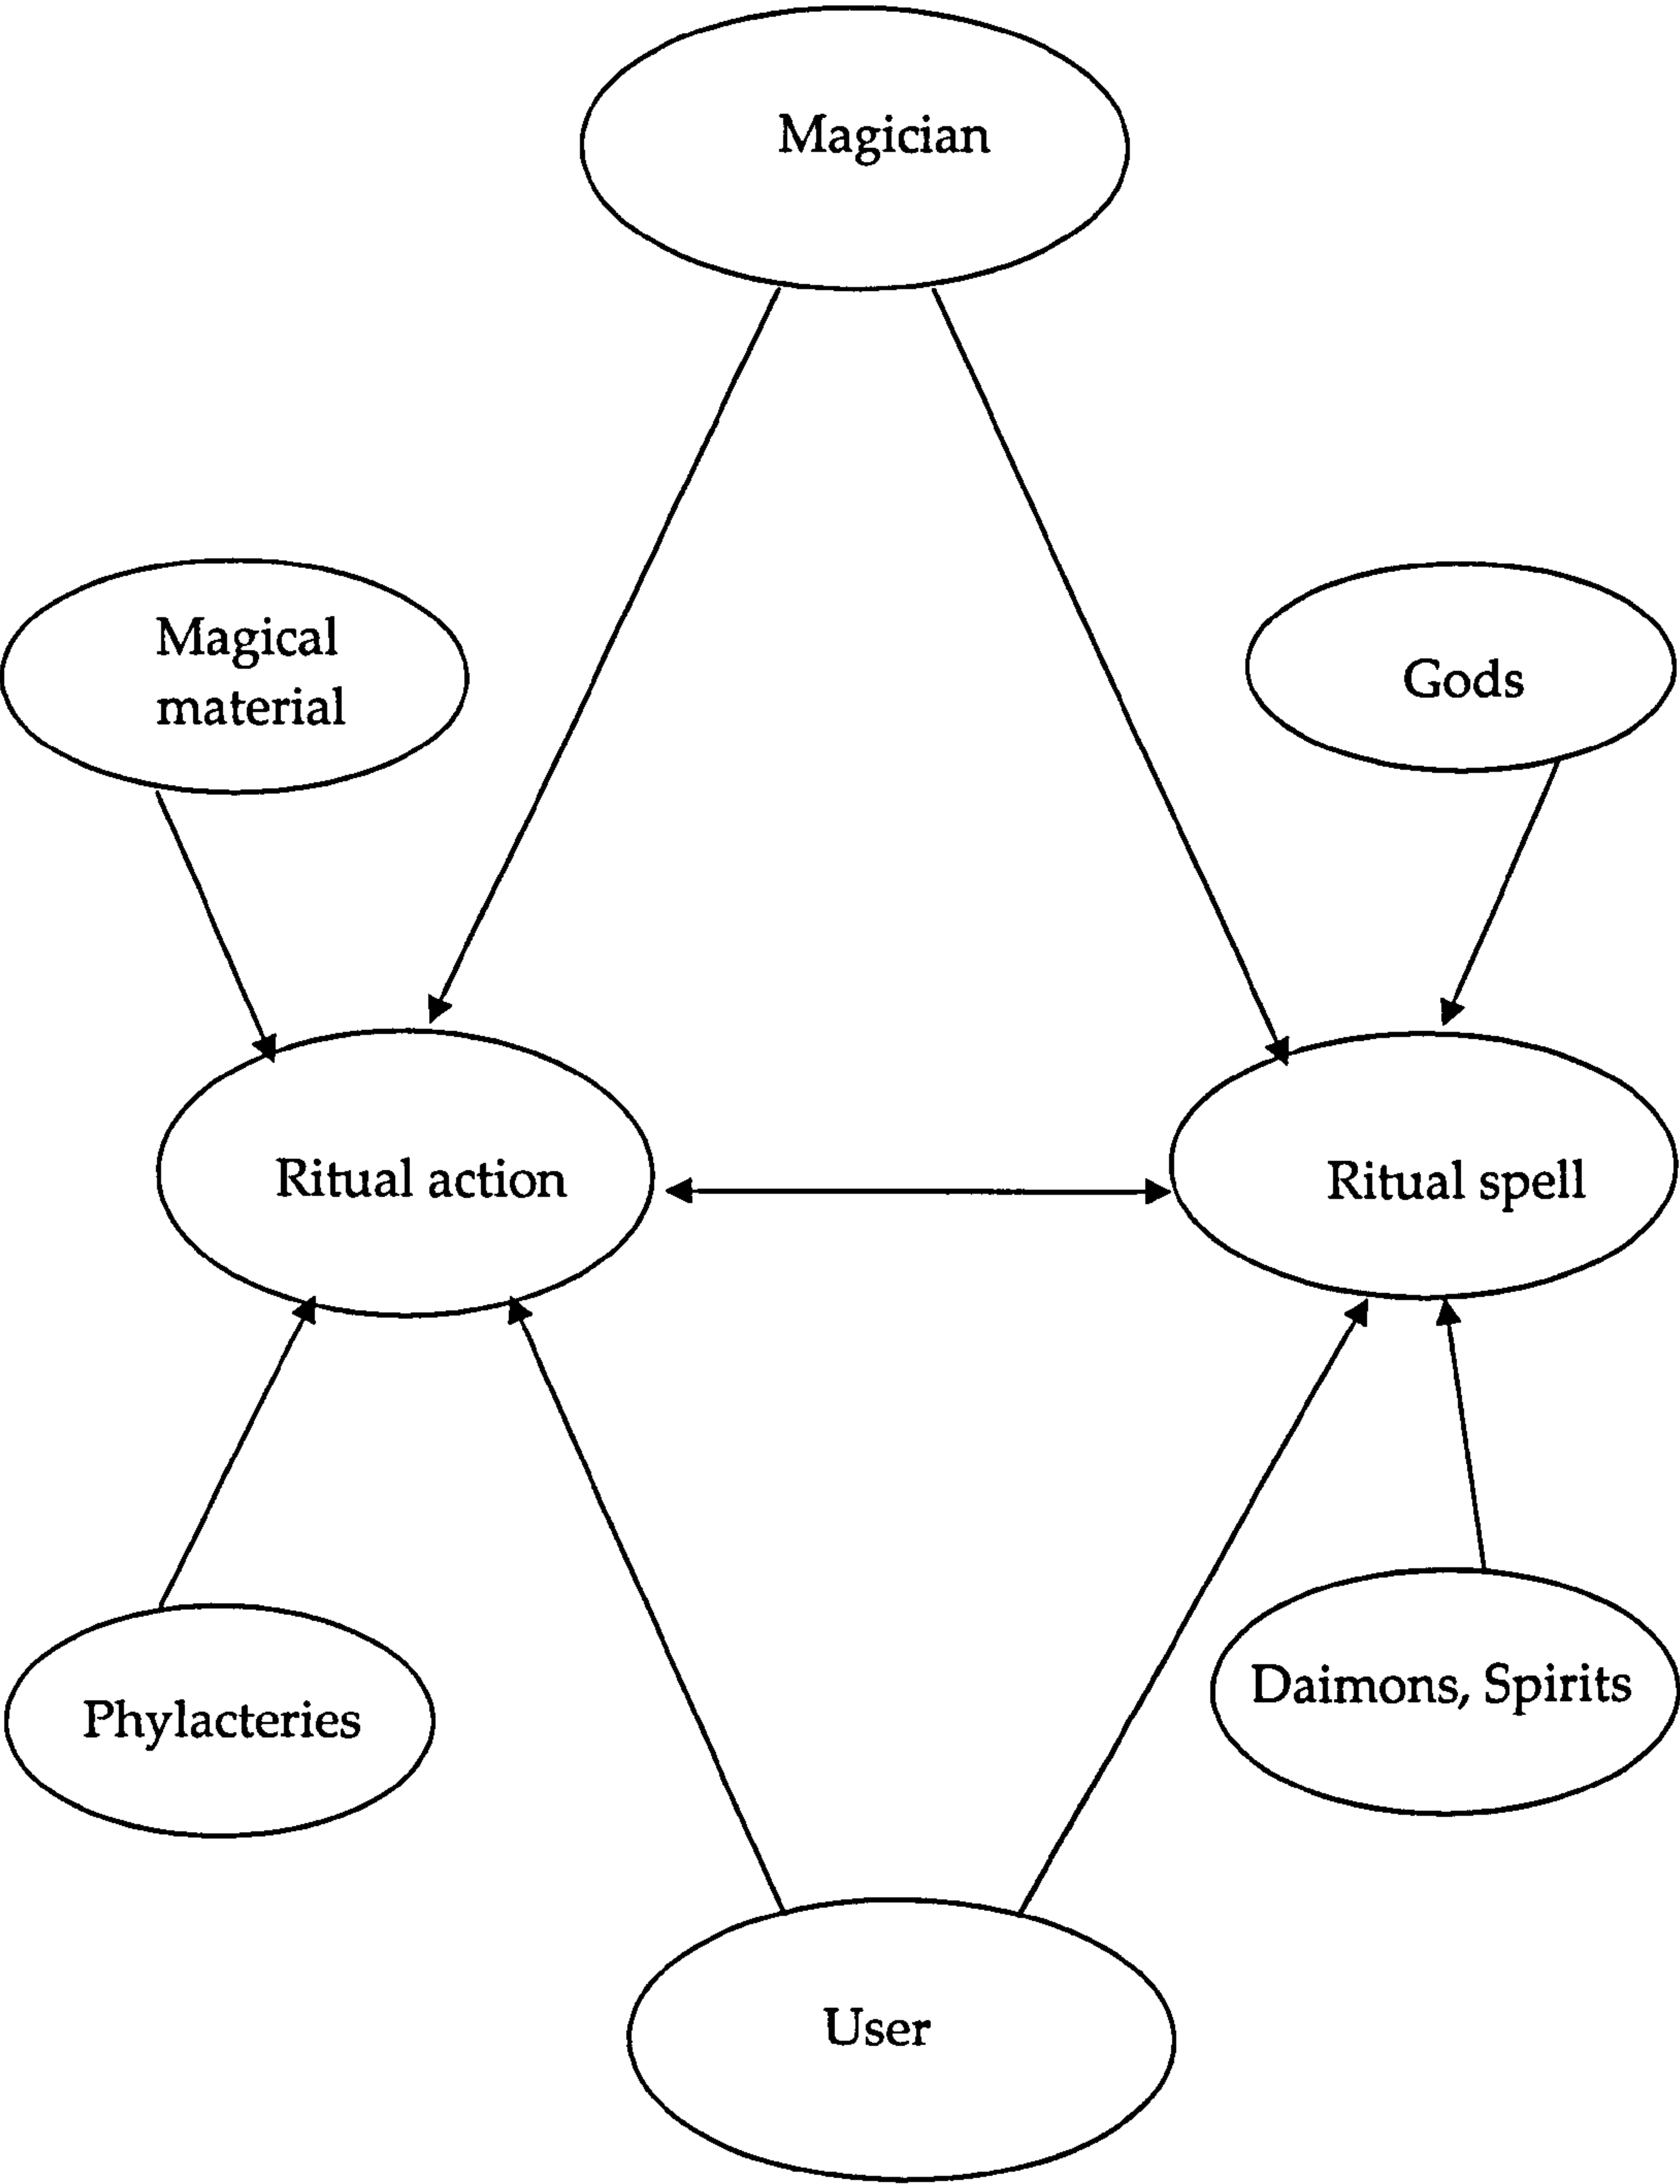 Magician
Magical
material
Gods
Ritual action
Ritual spell
Phylacteries
Daimons, Spirits
User